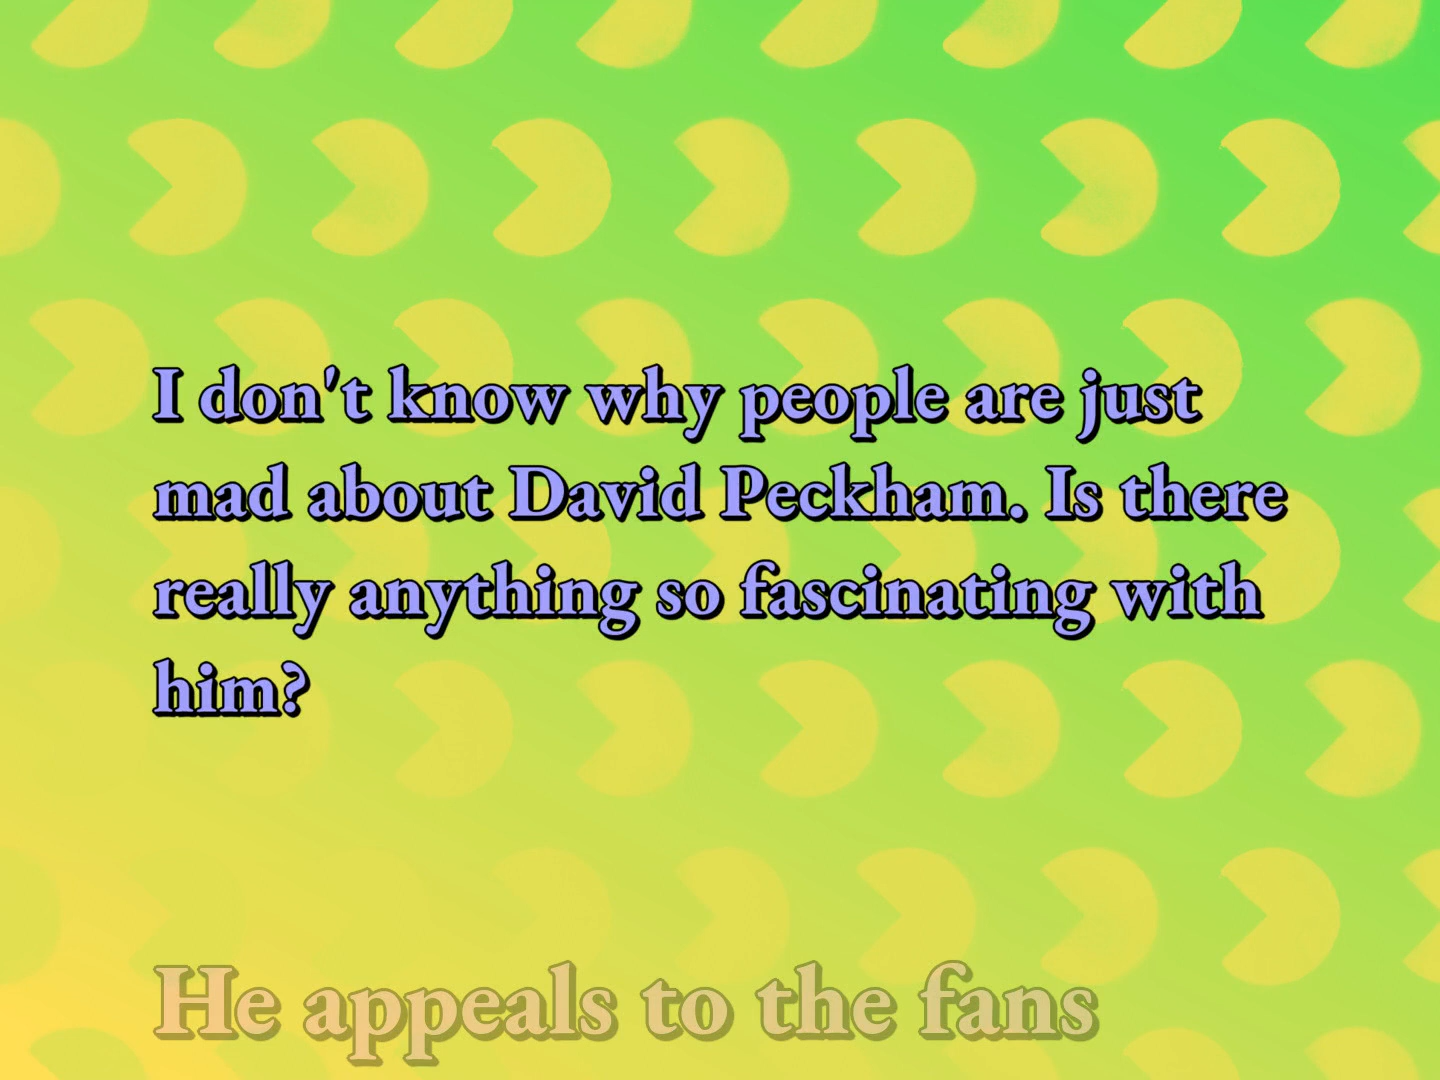 I don't know why people are just
mad about David Peckham. Is there
really anything so fascinating with
him?
He appeals to the fans